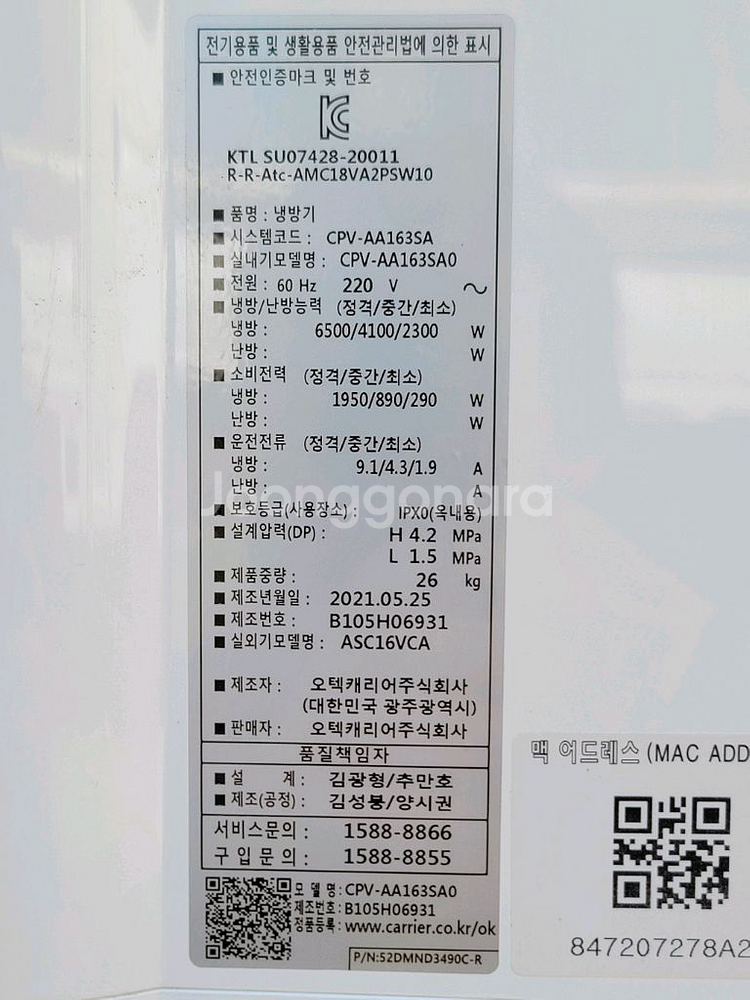 전기용품 및 생활용품 안전관리법에 의한 표시
■ 안전인증마크 및 번호
KC
KTL SU07428-20011
R-R-Atc-AMC18VA2PSW10
■ 품명 : 냉방기
■ 시스템코드 : CPV-AA163SA
■ 실내기모델명 : CPV-AA163SA0
■ 전원 : 60 Hz 220 V ~
■ 냉방/난방능력 (정격/중간/최소)
냉방 : 6500/4100/2300 W
난방 : W
■ 소비전력 (정격/중간/최소)
냉방 : 1950/890/290 W
난방 : W
■ 운전전류 (정격/중간/최소)
냉방 : 9.1/4.3/1.9 A
난방 : A
Joonggonara
■ 보호등급(사용장소) : IPX0(옥내용)
■ 설계압력(DP) : H 4.2 MPa
L 1.5 MPa
■ 제품중량 : 26 kg
■ 제조년월일 : 2021.05.25
■ 제조번호 : B105H06931
■ 실외기모델명 : ASC16VCA
■ 제조자 : 오텍캐리어주식회사
(대한민국 광주광역시)
■ 판매자 : 오텍캐리어주식회사
품질책임자
■ 설 계 : 김광형/추만호
■ 제조(공정) : 김성봉/양시권
서비스문의 : 1588-8866
구입문의 : 1588-8855
모 델 명 : CPV-AA163SA0
제조번호 : B105H06931
정품등록 : www.carrier.co.kr/ok
P/N:52DMND3490C-R
맥 어드레스 (MAC ADD
847207278A2